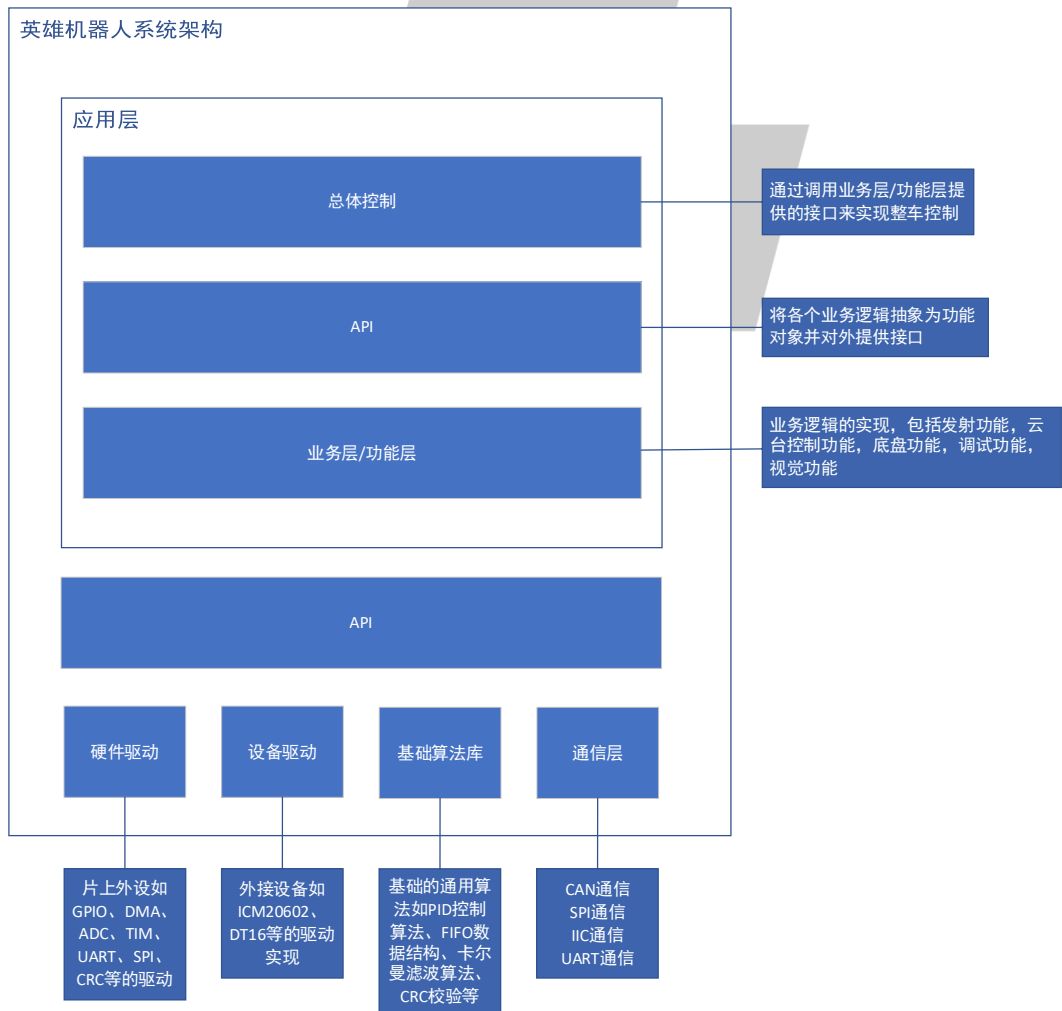 英雄机器人系统架构
应用层
总体控制
通过调用业务层/功能层提
供的接口来实现整车控制
API
将各个业务逻辑抽象为功能
对象并对外提供接口
业务层/功能层
业务逻辑的实现，包括发射功能，云
台控制功能，底盘功能，调试功能，
视觉功能
API
硬件驱动
设备驱动
基础算法库
通信层
片上外设如
GPIO、DMA、
ADC、TIM、
UART、SPI、
CRC等的驱动
外接设备如
ICM20602、
DT16等的驱动
实现
基础的通用算
法如PID控制
算法、FIFO数
据结构、卡尔
曼滤波算法、
CRC校验等
CAN通信
SPI通信
IIC通信
UART通信